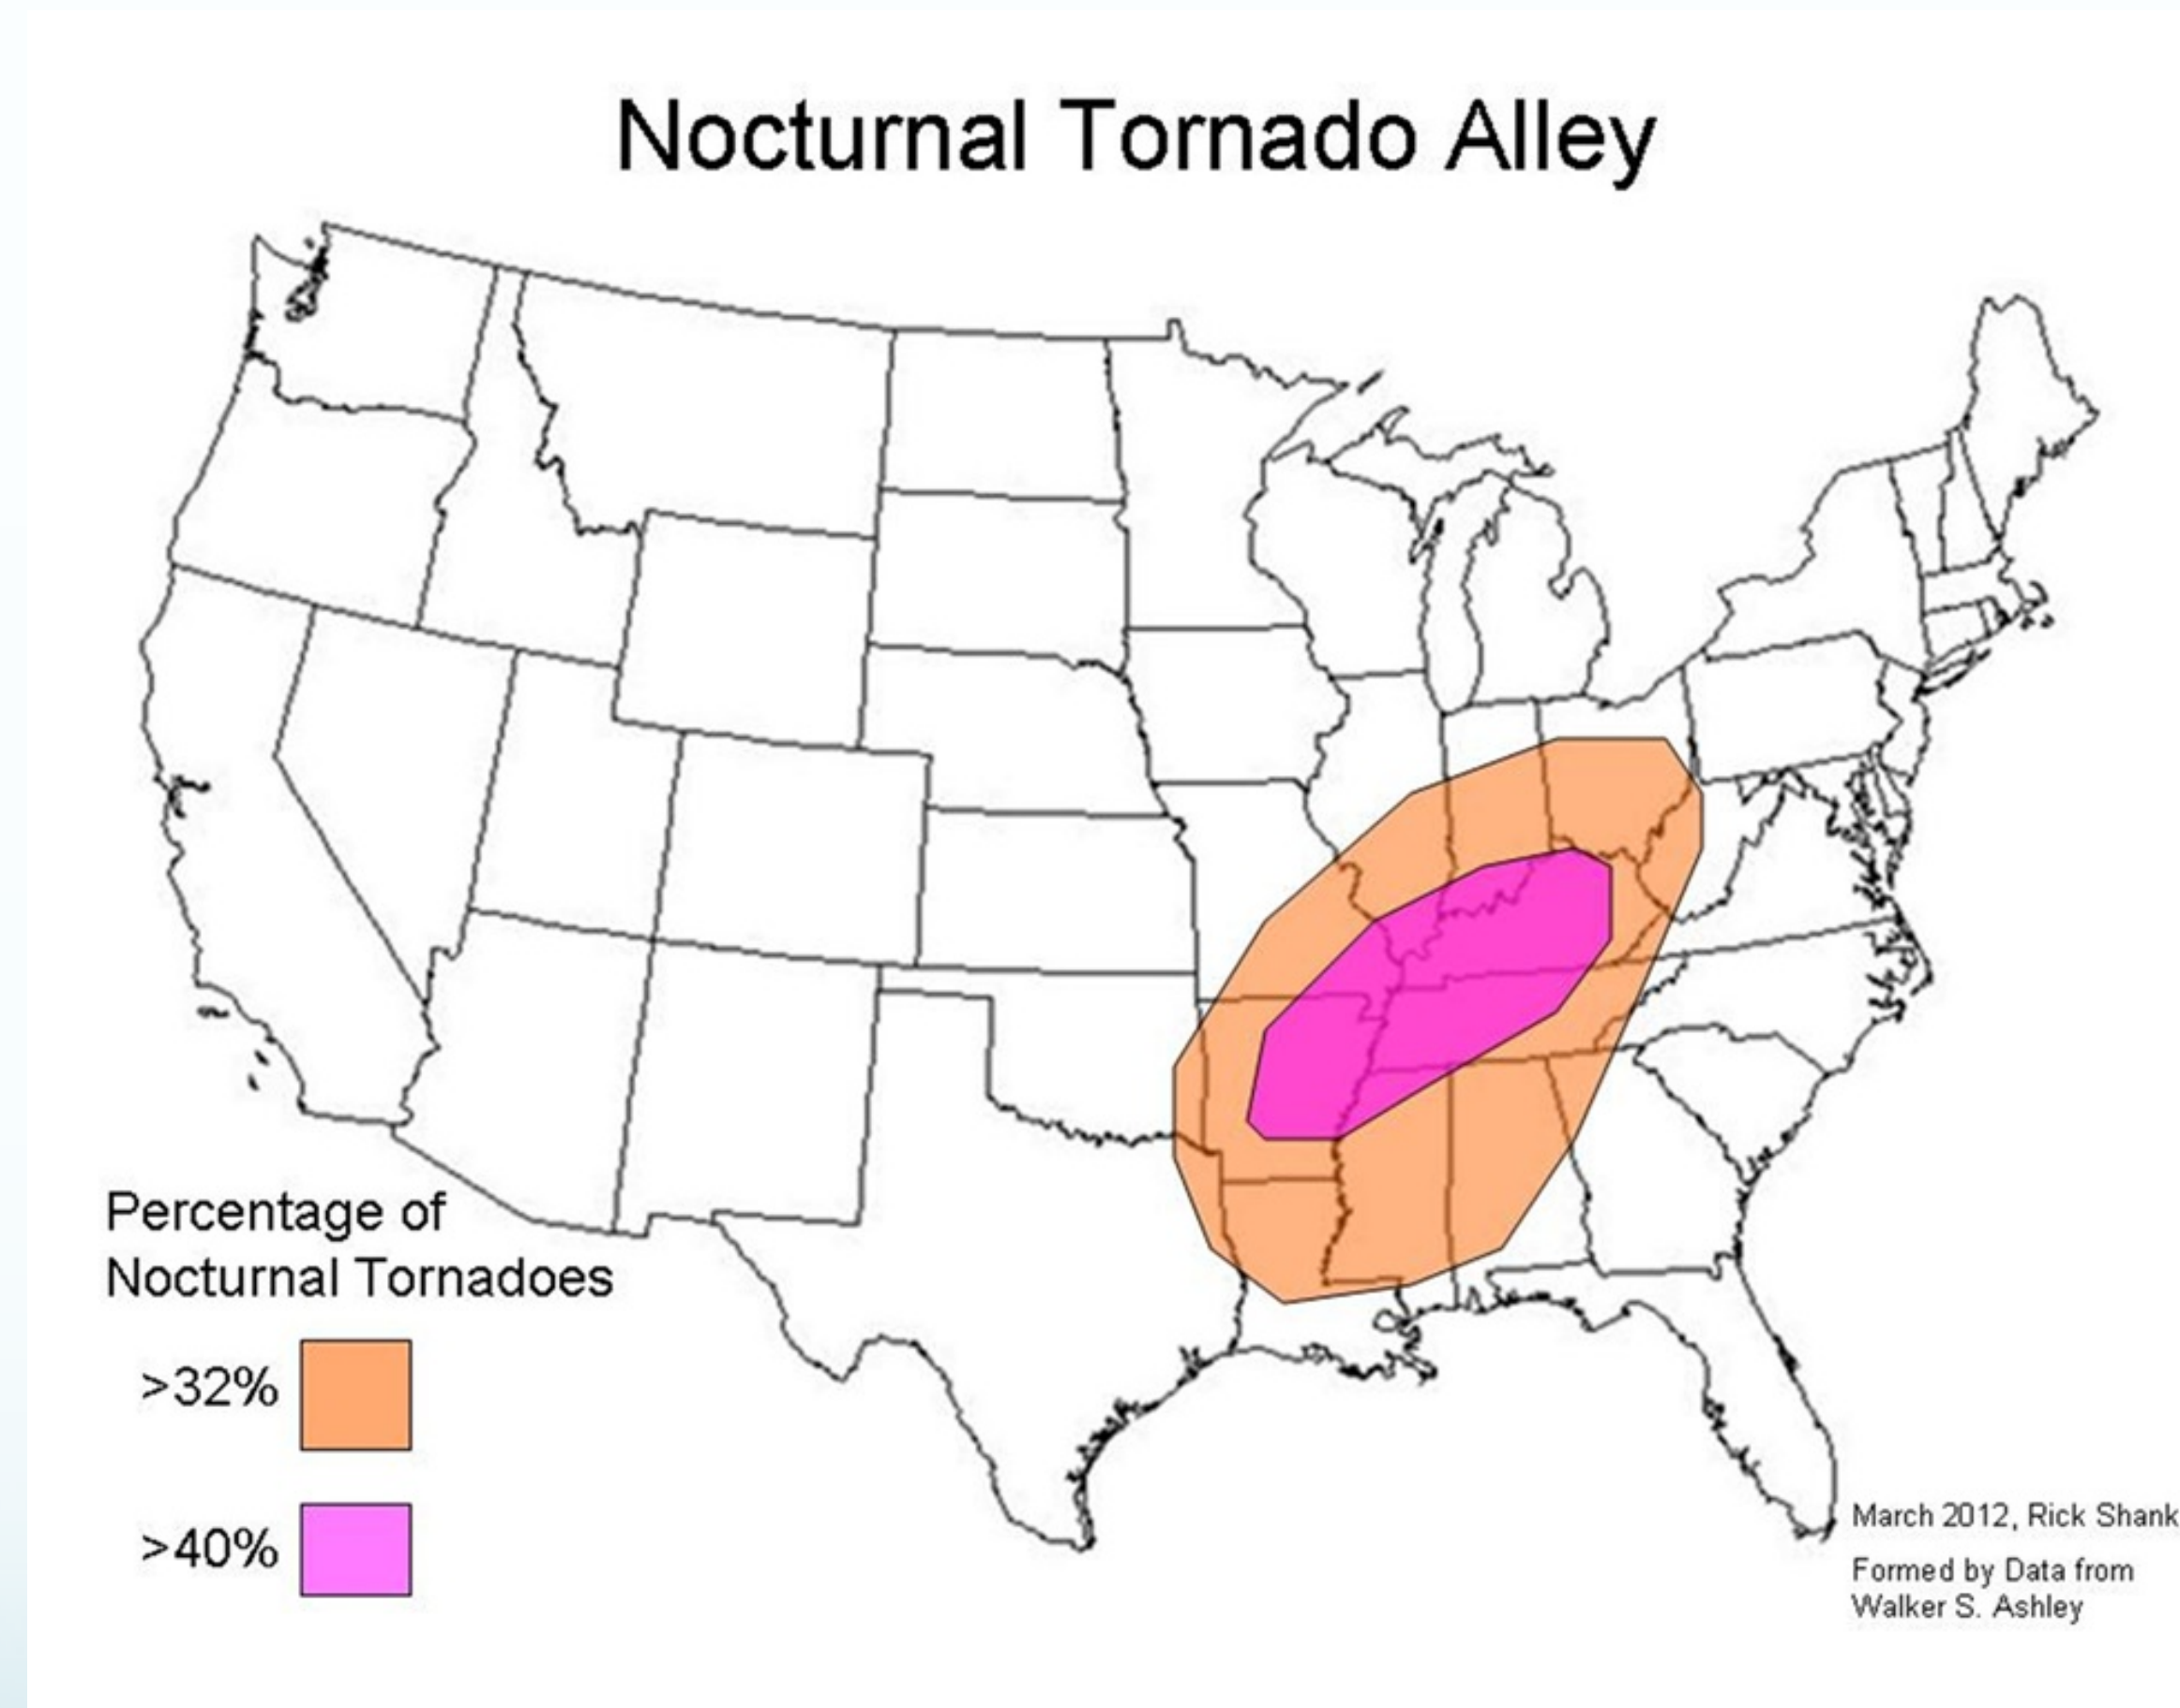 Nocturnal Tornado Alley
Percentage of
Nocturnal Tornadoes
>32%
>40%
March 2012, Rick Shank
Formed by Data from
Walker S. Ashley